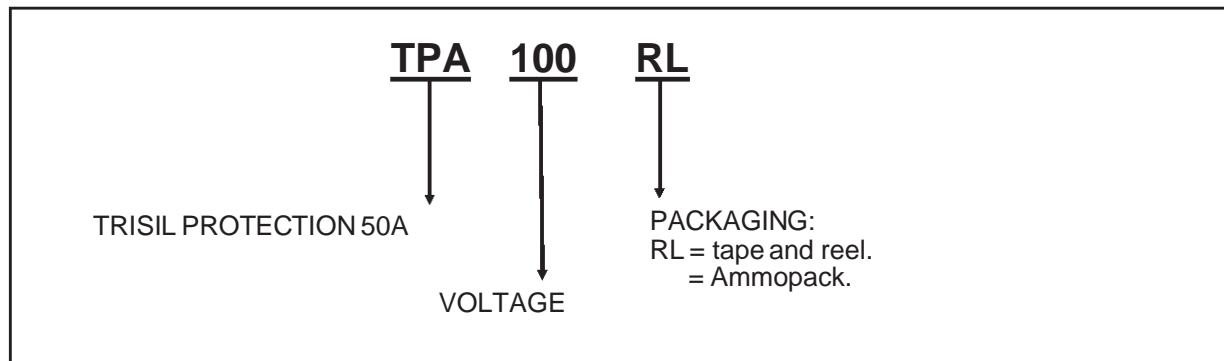 TPA 100 RL
TRISIL PROTECTION 50A
VOLTAGE
PACKAGING:
RL = tape and reel.
= Ammopack.